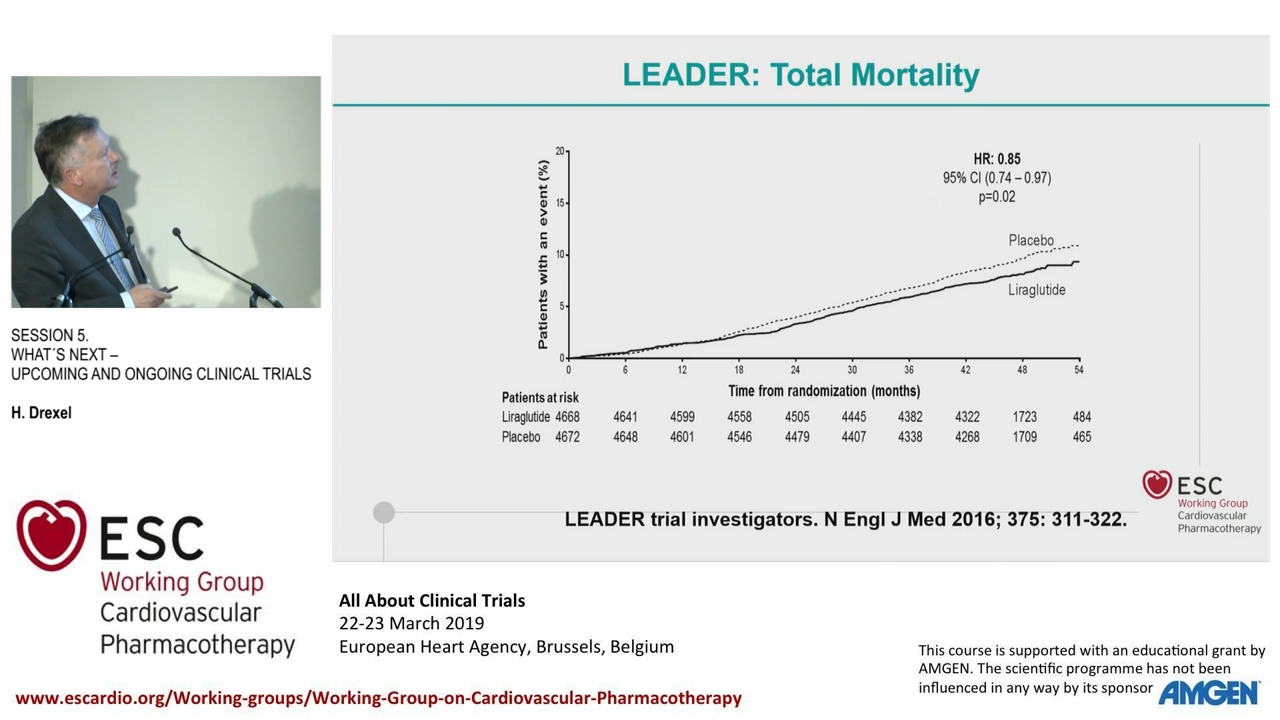 LEADER: Total Mortality
Patients with an event (%)
20
15
10
5
0
HR: 0.85
95% CI (0.74 – 0.97)
p=0.02
Placebo
Liraglutide
0 6 12 18 24 30 36 42 48 54
Time from randomization (months)
Patients at risk
Liraglutide 4668 4641 4599 4558 4505 4445 4382 4322 1723 484
Placebo 4672 4648 4601 4546 4479 4407 4338 4268 1709 465
ESC
Working Group
Cardiovascular
Pharmacotherapy
LEADER trial investigators. N Engl J Med 2016; 375: 311-322.
SESSION 5.
WHAT´S NEXT –
UPCOMING AND ONGOING CLINICAL TRIALS
H. Drexel
ESC
Working Group
Cardiovascular
Pharmacotherapy
All About Clinical Trials
22-23 March 2019
European Heart Agency, Brussels, Belgium
This course is supported with an educational grant by
AMGEN. The scientific programme has not been
influenced in any way by its sponsor AMGEN
www.escardio.org/Working-groups/Working-Group-on-Cardiovascular-Pharmacotherapy